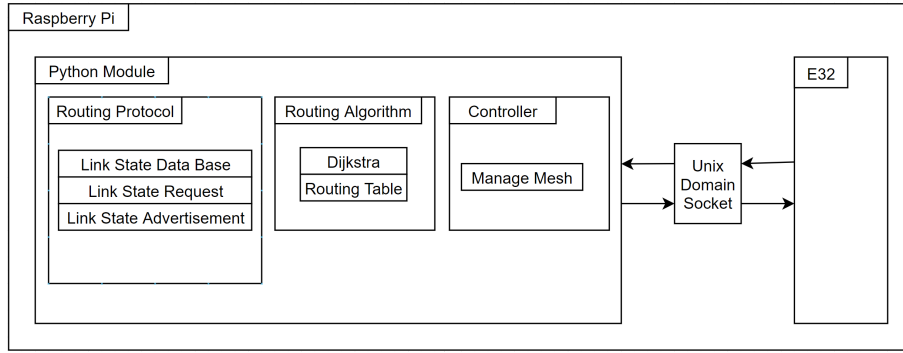 Raspberry Pi
Python Module
E32
Routing Protocol
Routing Algorithm
Controller
Link State Data Base
Link State Request
Link State Advertisement
Dijkstra
Routing Table
Manage Mesh
Unix
Domain
Socket